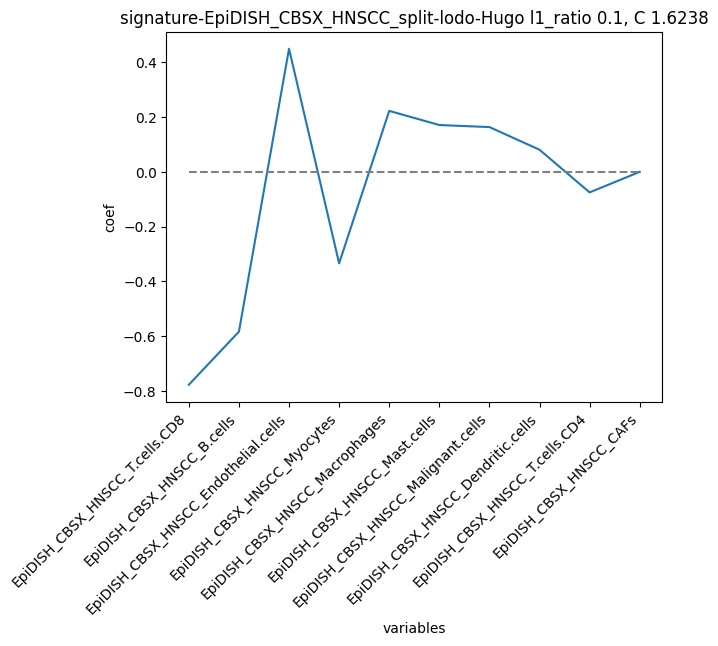 signature-EpiDISH_CBSX_HNSCC_split-lodo-Hugo l1_ratio 0.1, C 1.6238
0.4
0.2
0.0
−0.2
−0.4
−0.6
−0.8
coef
EpiDISH_CBSX_HNSCC_T.cells.CD8
EpiDISH_CBSX_HNSCC_B.cells
EpiDISH_CBSX_HNSCC_Endothelial.cells
EpiDISH_CBSX_HNSCC_Myocytes
EpiDISH_CBSX_HNSCC_Macrophages
EpiDISH_CBSX_HNSCC_Mast.cells
EpiDISH_CBSX_HNSCC_Malignant.cells
EpiDISH_CBSX_HNSCC_Dendritic.cells
EpiDISH_CBSX_HNSCC_T.cells.CD4
EpiDISH_CBSX_HNSCC_CAFs
variables